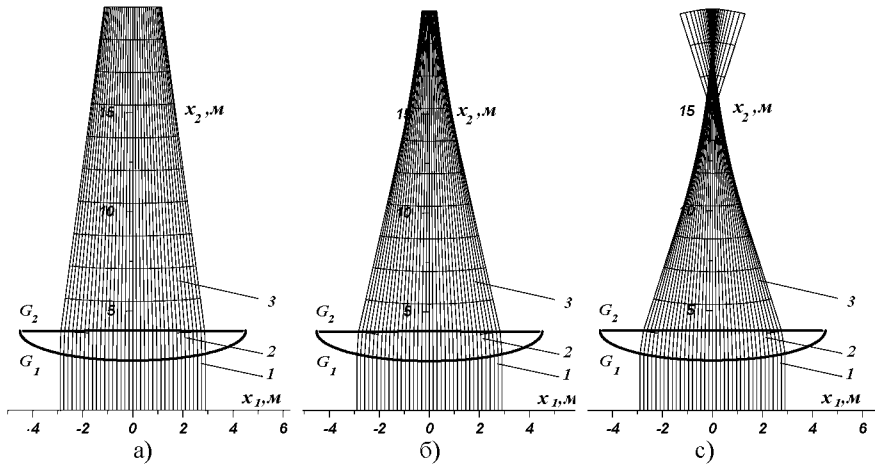 x₂,м x₂,м x₂,м
15 15 15
10 10 10
3 3 3
5 5 5
G₂ G₂ G₂
2 2 2
G₁ G₁ G₁
1 1 1
x₁,м x₁,м x₁,м
-4 -2 0 2 4 6 -4 -2 0 2 4 -4 -2 0 2 4 6
а) б) с)